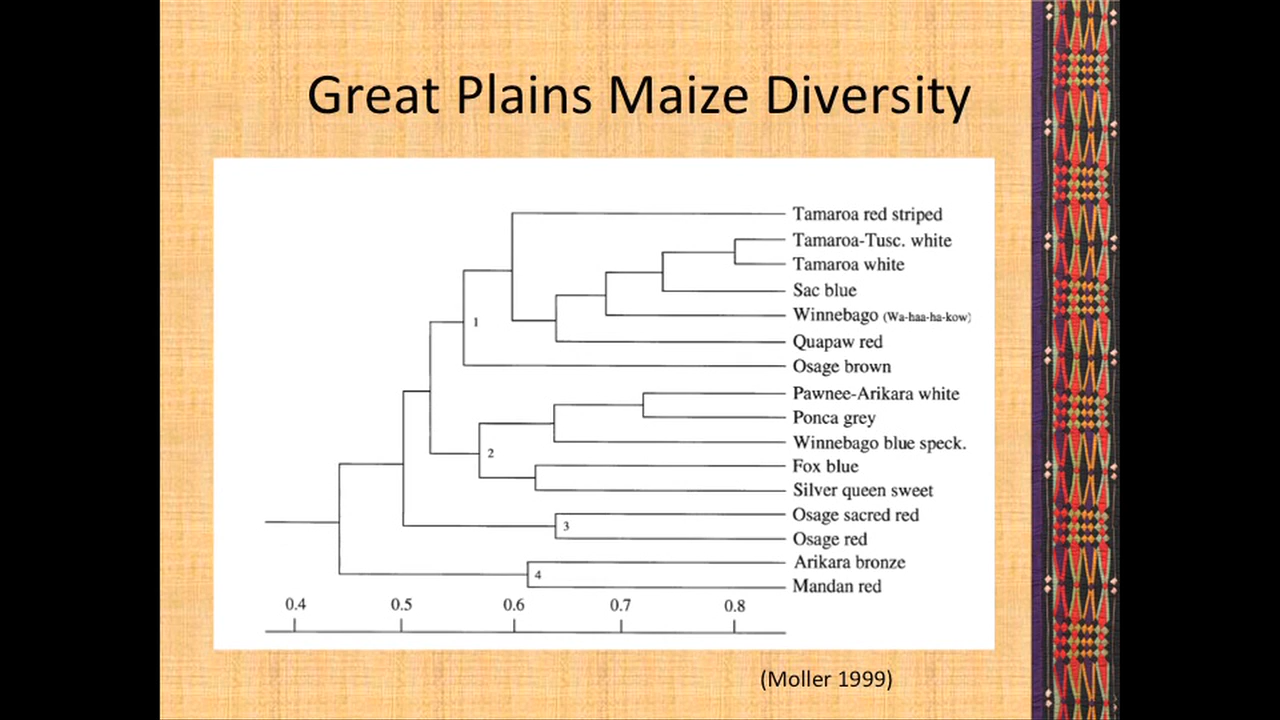 Great Plains Maize Diversity
Tamaroa red striped
Tamaroa-Tusc. white
Tamaroa white
Sac blue
Winnebago (Wa-haa-ha-kow)
Quapaw red
1
Osage brown
Pawnee-Arikara white
Ponca grey
Winnebago blue speck.
2
Fox blue
Silver queen sweet
Osage sacred red
3
Osage red
Arikara bronze
4
Mandan red
0.4 0.5 0.6 0.7 0.8
(Moller 1999)